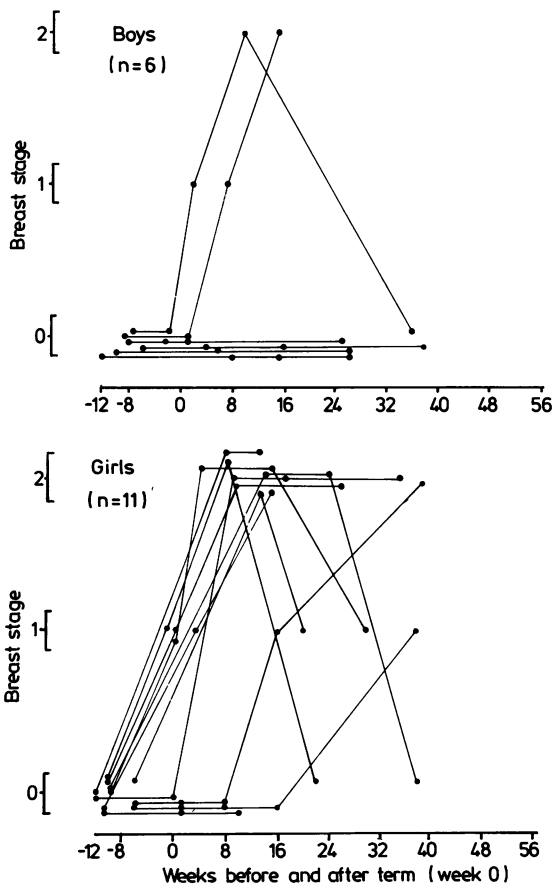 2
Boys
(n=6)
1
Breast stage
0
-12 -8 0 8 16 24 32 40 48 56
2
Girls
(n=11)
1
Breast stage
0
-12 -8 0 8 16 24 32 40 48 56
Weeks before and after term (week 0)